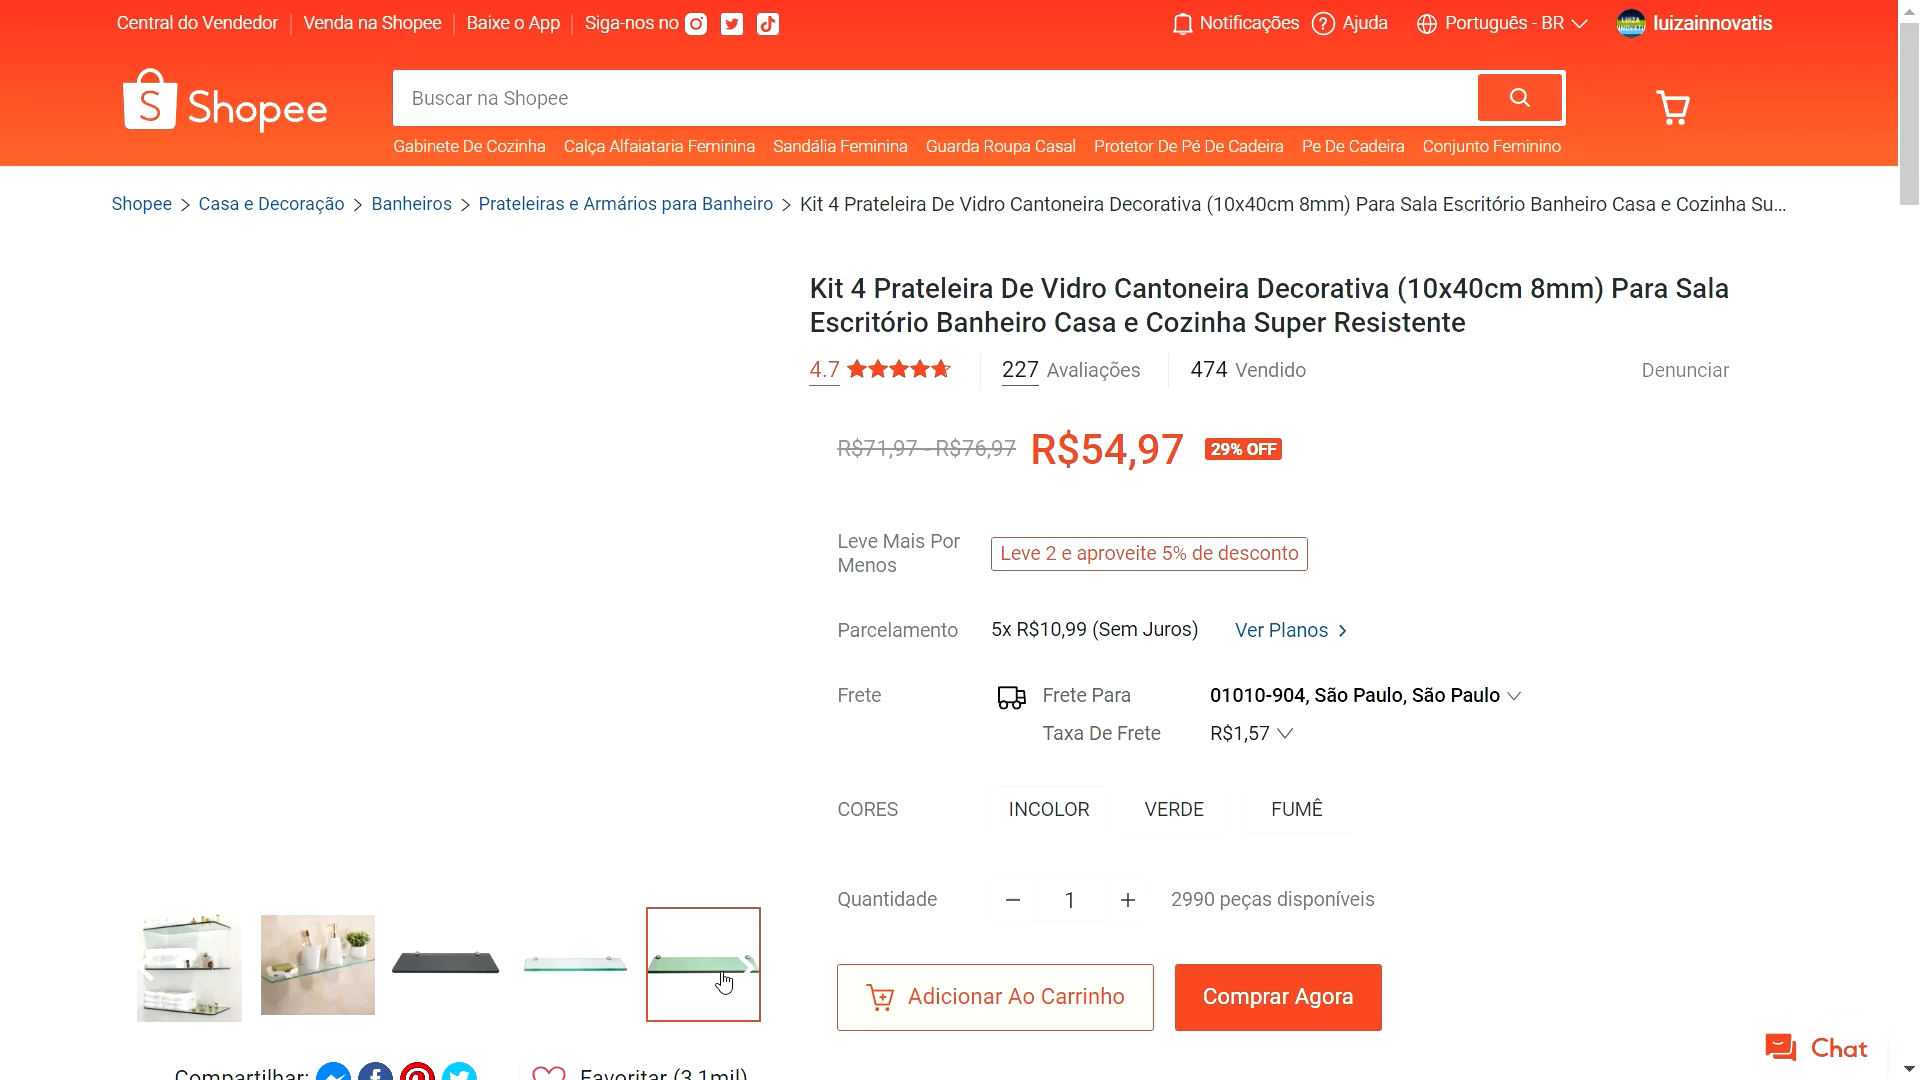 Central do Vendedor Venda na Shopee Baixe o App Siga-nos no Notificações Ajuda Português - BR luizainnovatis
Shopee Buscar na Shopee
Gabinete De Cozinha Calça Alfaiataria Feminina Sandália Feminina Guarda Roupa Casal Protetor De Pé De Cadeira Pe De Cadeira Conjunto Feminino
Shopee > Casa e Decoração > Banheiros > Prateleiras e Armários para Banheiro > Kit 4 Prateleira De Vidro Cantoneira Decorativa (10x40cm 8mm) Para Sala Escritório Banheiro Casa e Cozinha Su...
Kit 4 Prateleira De Vidro Cantoneira Decorativa (10x40cm 8mm) Para Sala
Escritório Banheiro Casa e Cozinha Super Resistente
4.7 227 Avaliações 474 Vendido Denunciar
R$71,97 - R$76,97 R$54,97 29% OFF
Leve Mais Por
Menos
Leve 2 e aproveite 5% de desconto
Parcelamento 5x R$10,99 (Sem Juros) Ver Planos >
Frete Frete Para 01010-904, São Paulo, São Paulo
Taxa De Frete R$1,57
CORES INCOLOR VERDE FUMÊ
Quantidade − 1 + 2990 peças disponíveis
Adicionar Ao Carrinho Comprar Agora
Chat
Compartilhar: Favoritar (3,1mil)